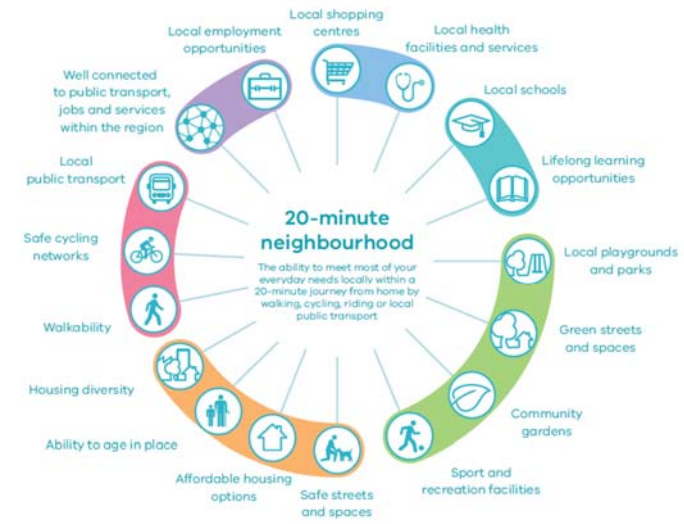 Local shopping
centres
Local health
facilities and services
Local schools
Lifelong learning
opportunities
Local playgrounds
and parks
Green streets
and spaces
Community
gardens
Sport and
recreation facilities
Safe streets
and spaces
Affordable housing
options
Ability to age in place
Housing diversity
Walkability
Safe cycling
networks
Local
public transport
Well connected
to public transport,
jobs and services
within the region
Local employment
opportunities
20-minute
neighbourhood
The ability to meet most of your
everyday needs locally within a
20-minute journey from home by
walking, cycling, riding or local
public transport